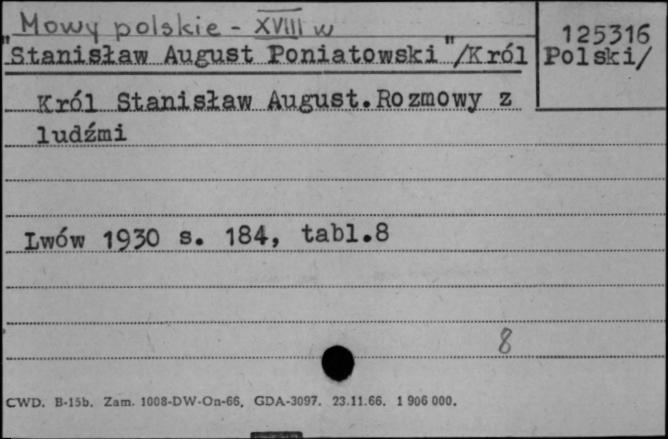 Mowy polskie - XVIII w
125316
"Stanisław August Poniatowski"/Król Polski/
Król Stanisław August.Rozmowy z
ludźmi
Lwów 1930 s. 184, tabl.8
8
CWD. B-15b. Zam. 1008-DW-On-66. GDA-3097. 23.11.66. 1 906 000.